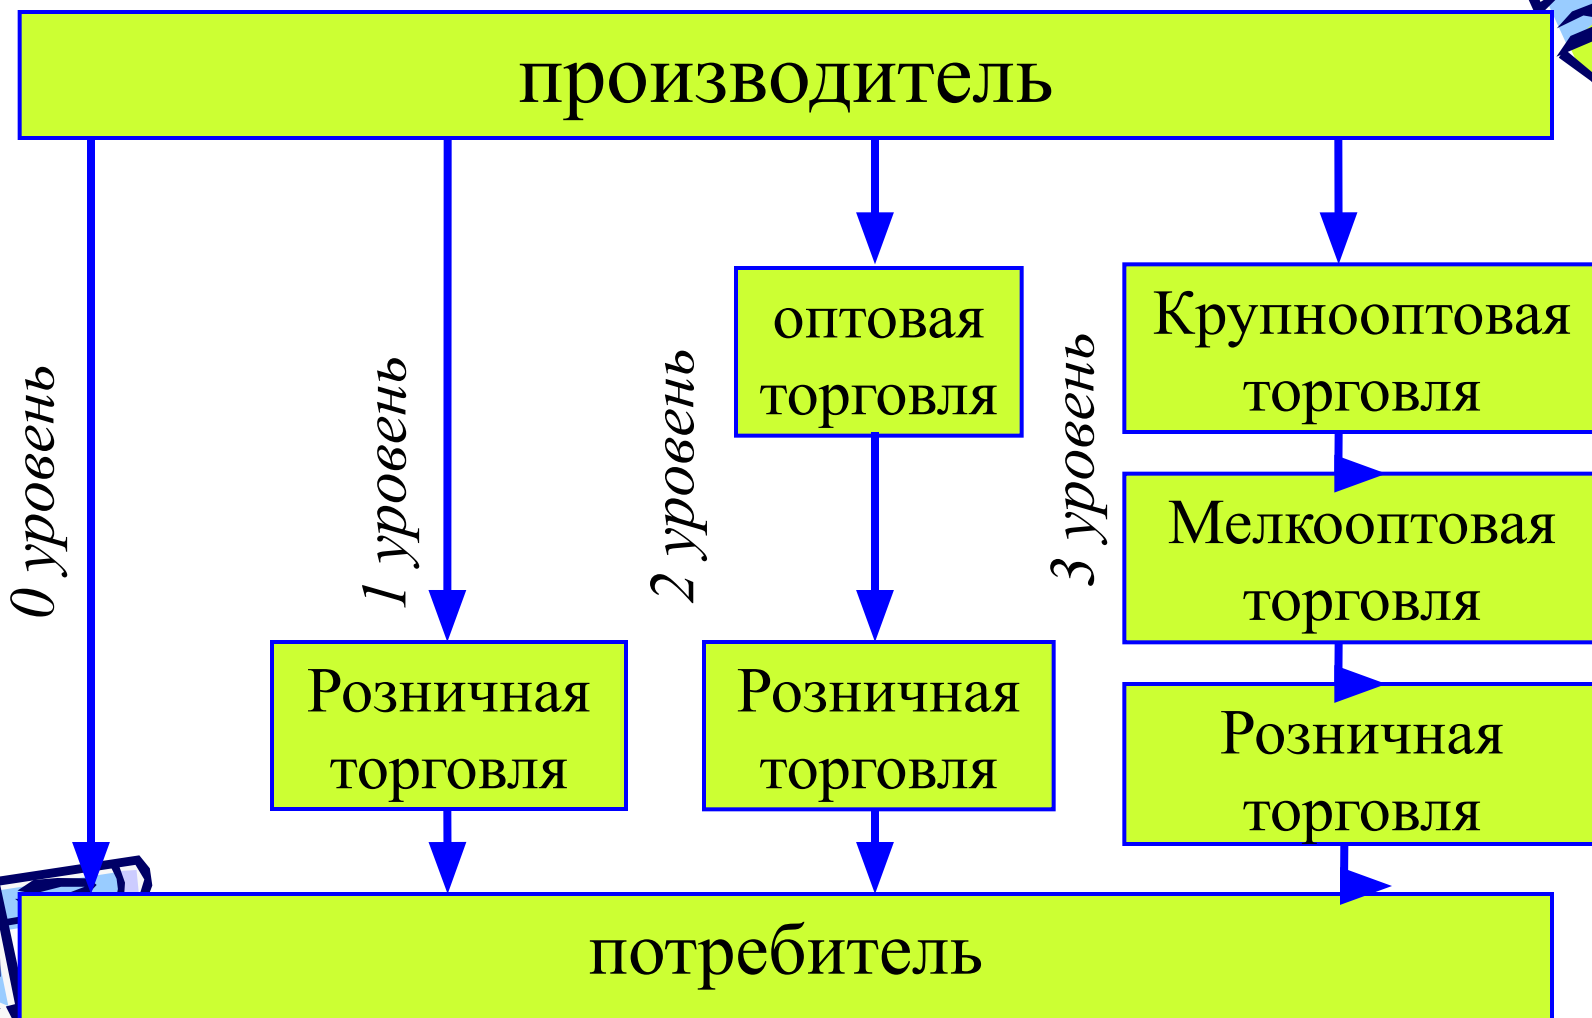 производитель
0 уровень
1 уровень
2 уровень
3 уровень
оптовая
торговля
Крупнооптовая
торговля
Мелкооптовая
торговля
Розничная
торговля
Розничная
торговля
Розничная
торговля
потребитель